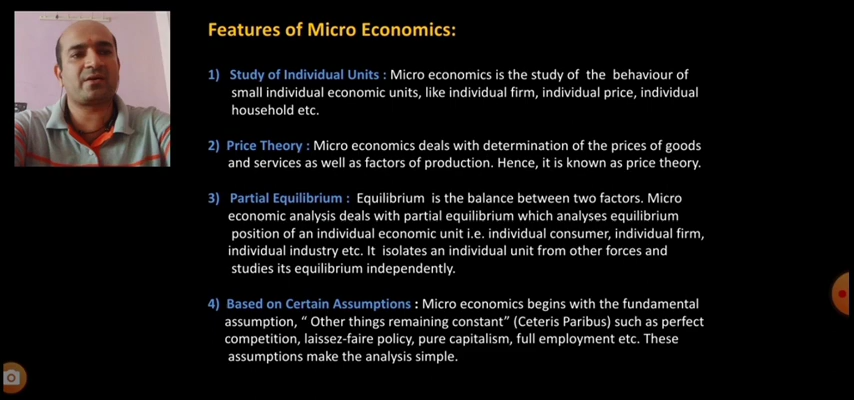 Features of Micro Economics:
1) Study of Individual Units : Micro economics is the study of the behaviour of
small individual economic units, like individual firm, individual price, individual
household etc.
2) Price Theory : Micro economics deals with determination of the prices of goods
and services as well as factors of production. Hence, it is known as price theory.
3) Partial Equilibrium : Equilibrium is the balance between two factors. Micro
economic analysis deals with partial equilibrium which analyses equilibrium
position of an individual economic unit i.e. individual consumer, individual firm,
individual industry etc. It isolates an individual unit from other forces and
studies its equilibrium independently.
4) Based on Certain Assumptions : Micro economics begins with the fundamental
assumption, “ Other things remaining constant” (Ceteris Paribus) such as perfect
competition, laissez-faire policy, pure capitalism, full employment etc. These
assumptions make the analysis simple.